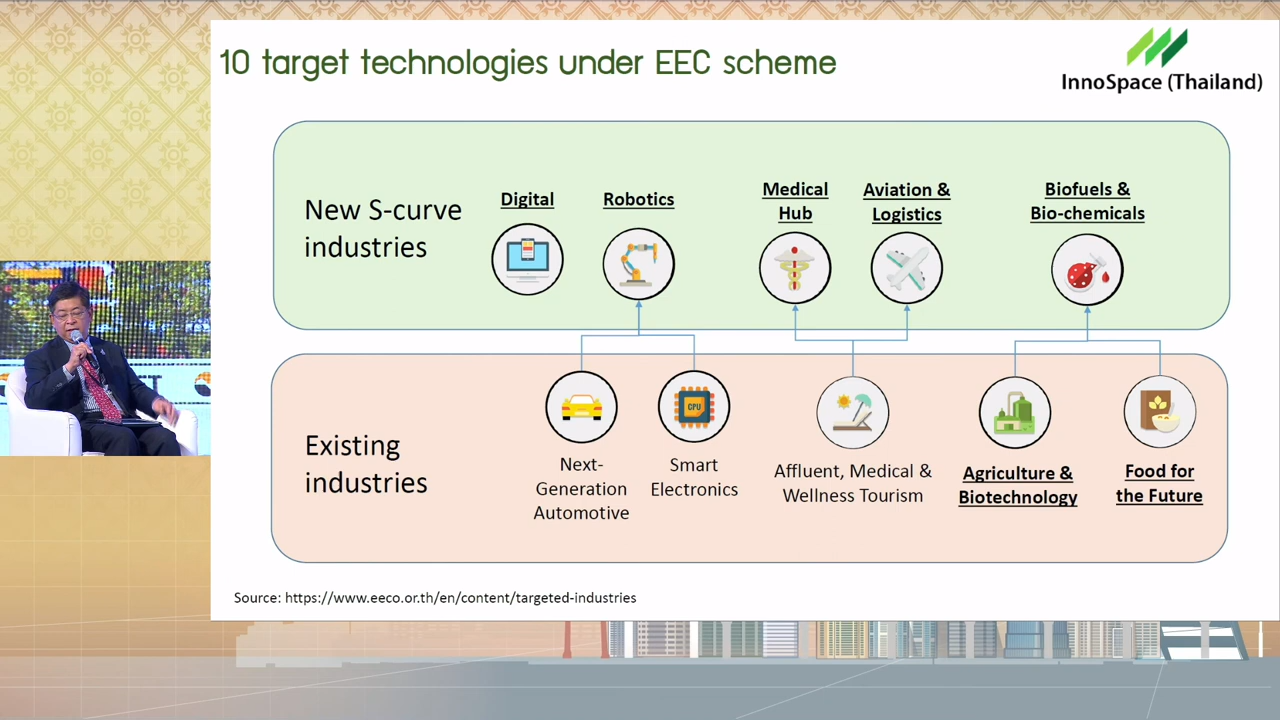 10 target technologies under EEC scheme
InnoSpace (Thailand)
New S-curve
industries
Digital
Robotics
Medical
Hub
Aviation &
Logistics
Biofuels &
Bio-chemicals
Existing
industries
Next-
Generation
Automotive
CPU
Smart
Electronics
Affluent, Medical &
Wellness Tourism
Agriculture &
Biotechnology
Food for
the Future
Source: https://www.eeco.or.th/en/content/targeted-industries